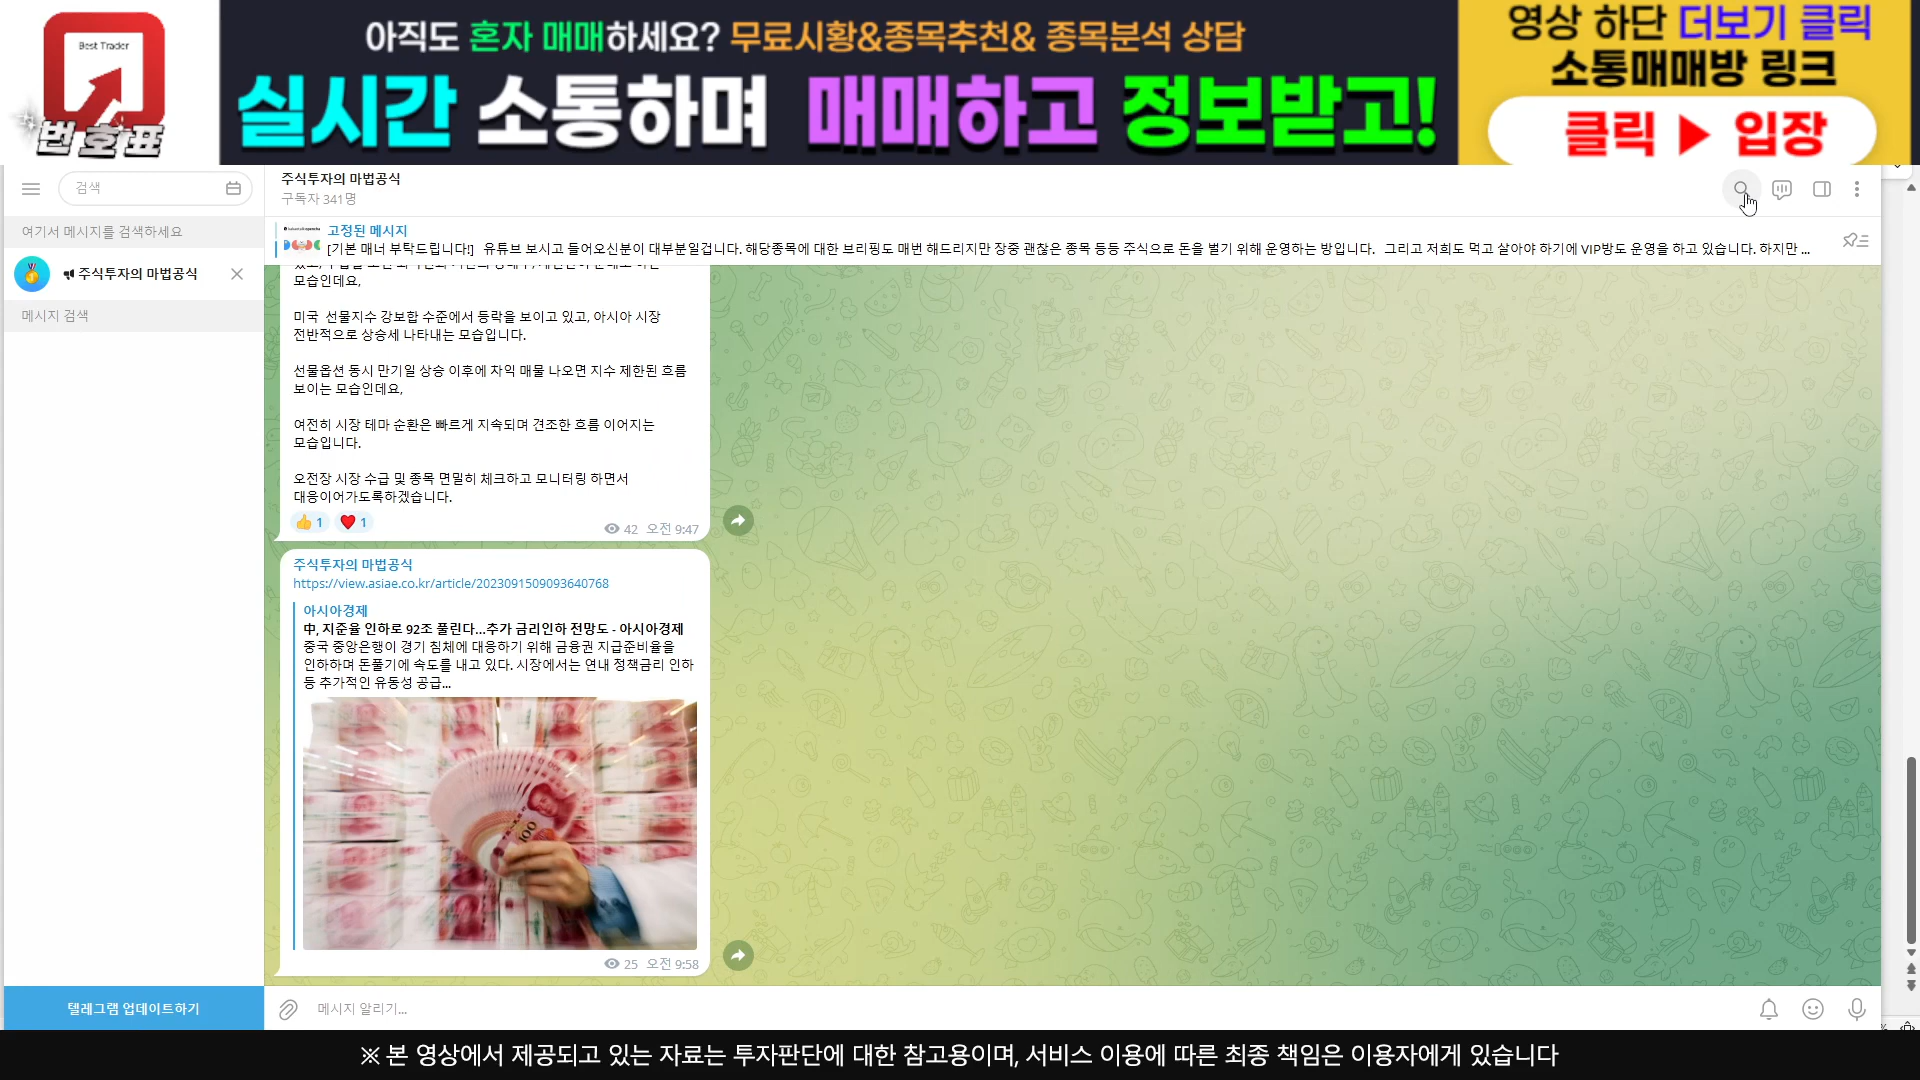 Best Trader
번호표
아직도 혼자 매매하세요? 무료시황&종목추천& 종목분석 상담
실시간 소통하며 매매하고 정보받고!
영상 하단 더보기 클릭
소통매매방 링크
클릭 ▶ 입장
검색
여기서 메시지를 검색하세요
주식투자의 마법공식
메시지 검색
텔레그램 업데이트하기
주식투자의 마법공식
구독자 341명
고정된 메시지
[기본 매너 부탁드립니다!] 유튜브 보시고 들어오신분이 대부분일겁니다. 해당종목에 대한 브리핑도 매번 해드리지만 장중 괜찮은 종목 등등 주식으로 돈을 벌기 위해 운영하는 방입니다. 그리고 저희도 먹고 살아야 하기에 VIP방도 운영을 하고 있습니다. 하지만 ...
모습인데요,
미국 선물지수 강보합 수준에서 등락을 보이고 있고, 아시아 시장
전반적으로 상승세 나타내는 모습입니다.
선물옵션 동시 만기일 상승 이후에 차익 매물 나오면 지수 제한된 흐름
보이는 모습인데요,
여전히 시장 테마 순환은 빠르게 지속되며 견조한 흐름 이어지는
모습입니다.
오전장 시장 수급 및 종목 면밀히 체크하고 모니터링 하면서
대응이어가도록하겠습니다.
👍 1 ❤️ 1
42 오전 9:47
주식투자의 마법공식
https://view.asiae.co.kr/article/2023091509093640768
아시아경제
中, 지준율 인하로 92조 풀린다…추가 금리인하 전망도 - 아시아경제
중국 중앙은행이 경기 침체에 대응하기 위해 금융권 지급준비율을
인하하며 돈풀기에 속도를 내고 있다. 시장에서는 연내 정책금리 인하
등 추가적인 유동성 공급...
100
25 오전 9:58
메시지 알리기...
※ 본 영상에서 제공되고 있는 자료는 투자판단에 대한 참고용이며, 서비스 이용에 따른 최종 책임은 이용자에게 있습니다